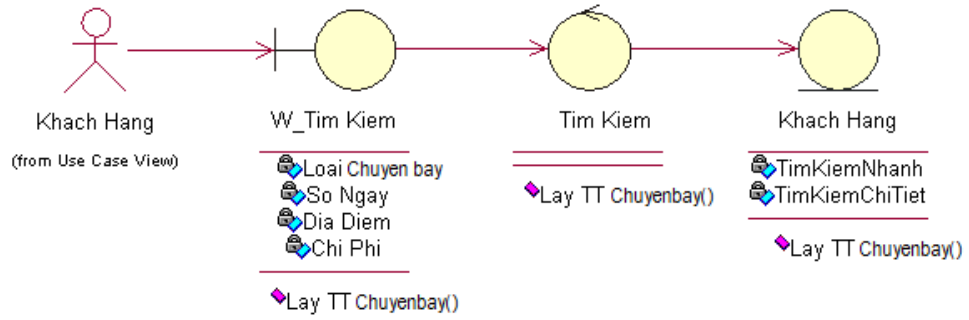 Khach Hang
(from Use Case View)
W_Tim Kiem
Loai Chuyen bay
So Ngay
Dia Diem
Chi Phi
Lay TT Chuyenbay()
Tim Kiem
Lay TT Chuyenbay()
Khach Hang
TimKiemNhanh
TimKiemChiTiet
Lay TT Chuyenbay()